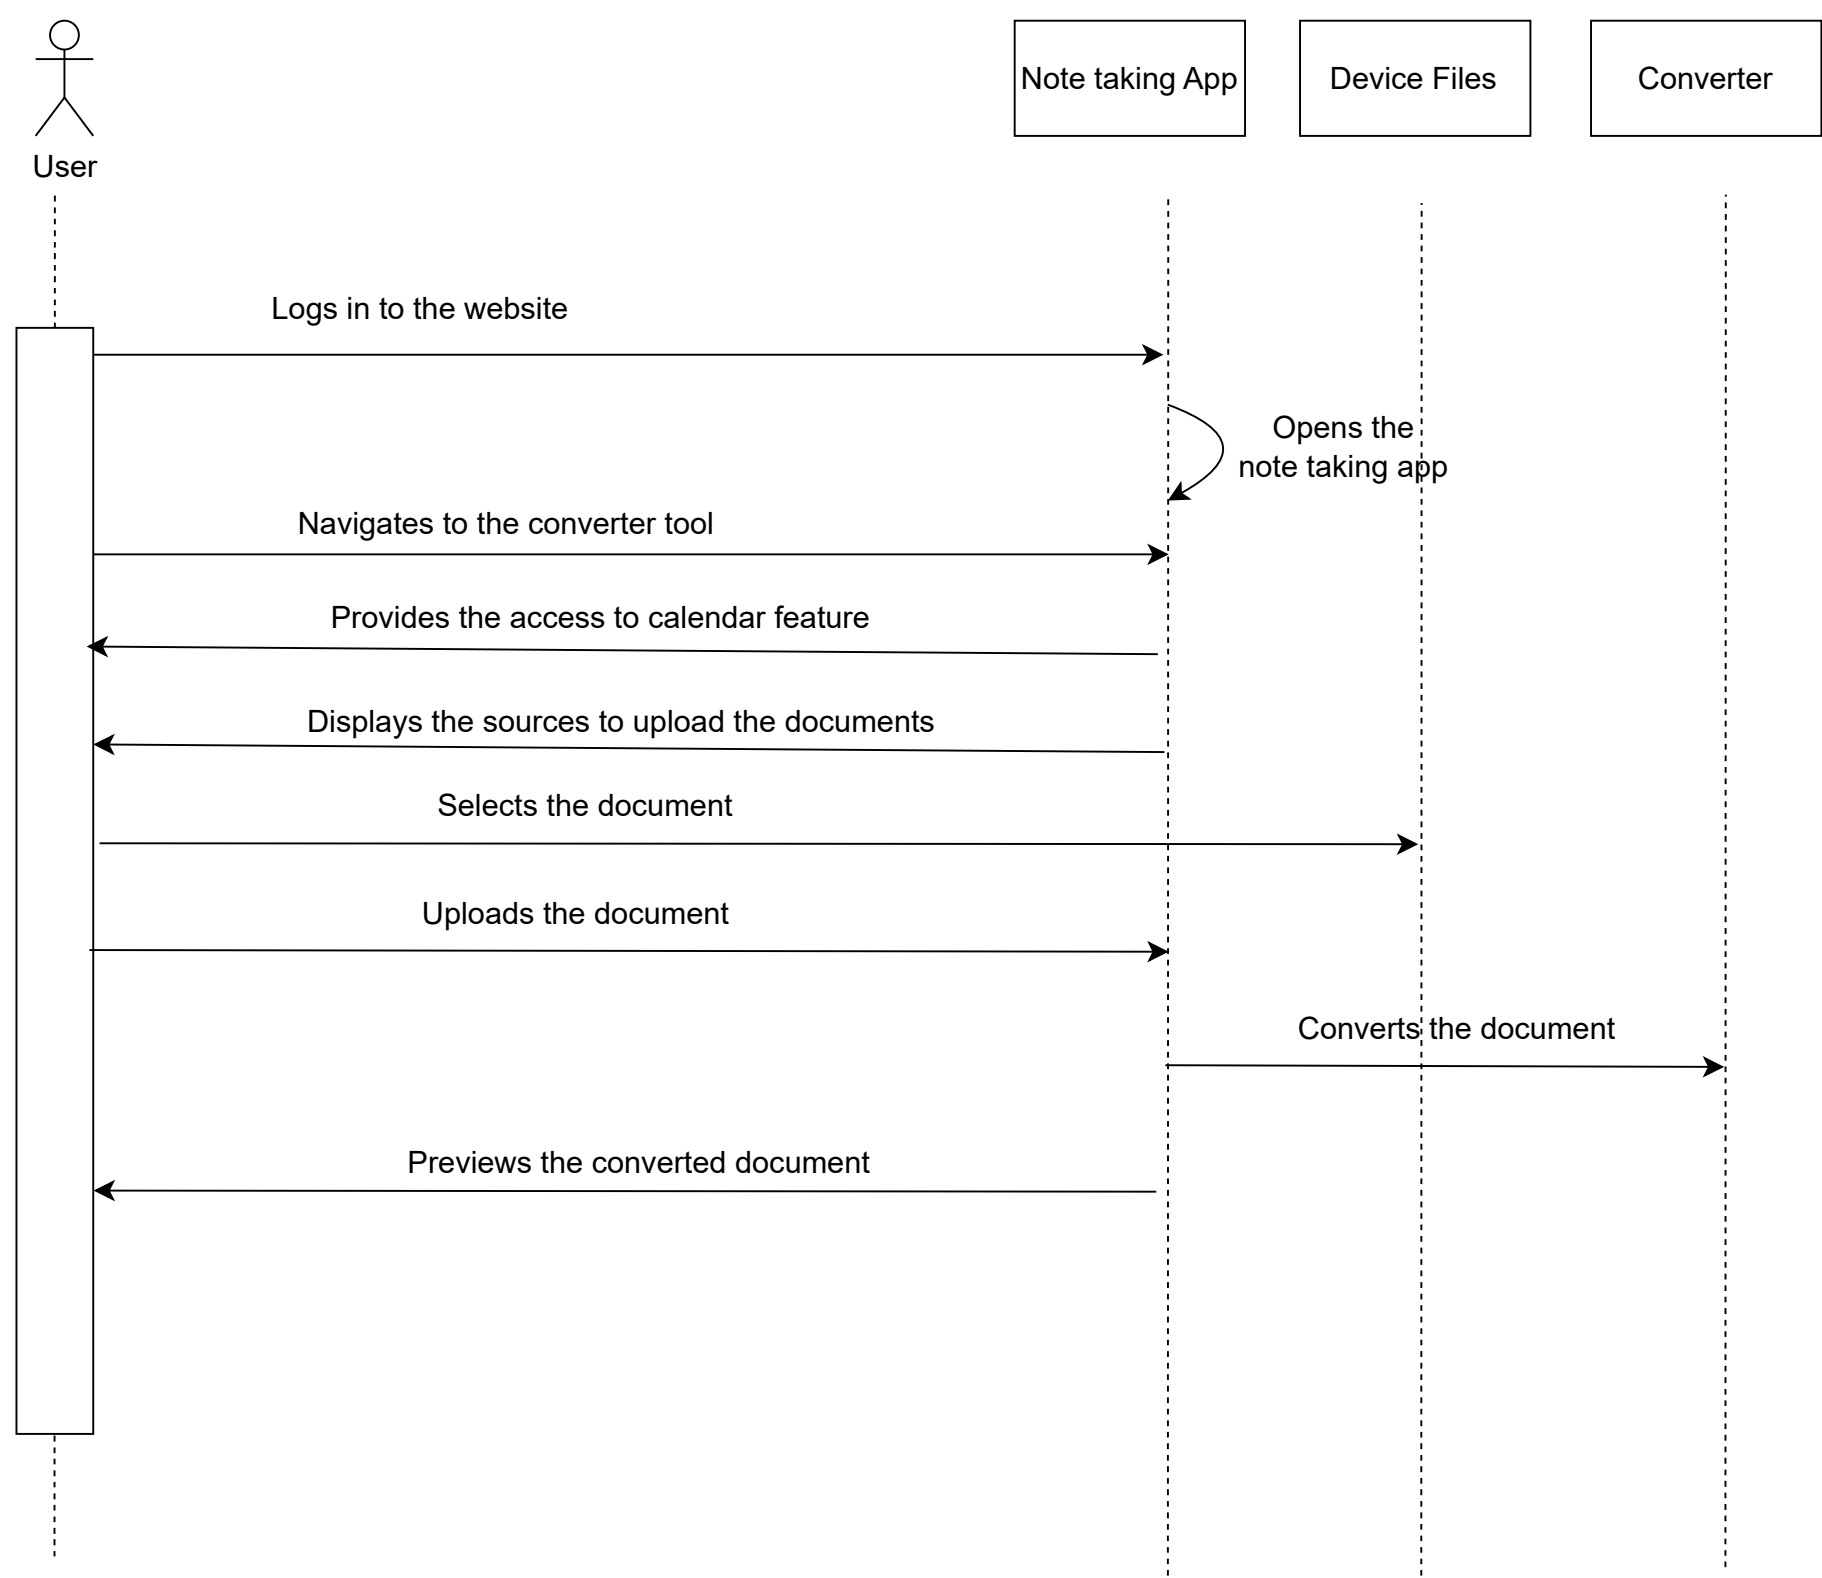 User
Note taking App
Device Files
Converter
Logs in to the website
Opens the
note taking app
Navigates to the converter tool
Provides the access to calendar feature
Displays the sources to upload the documents
Selects the document
Uploads the document
Converts the document
Previews the converted document